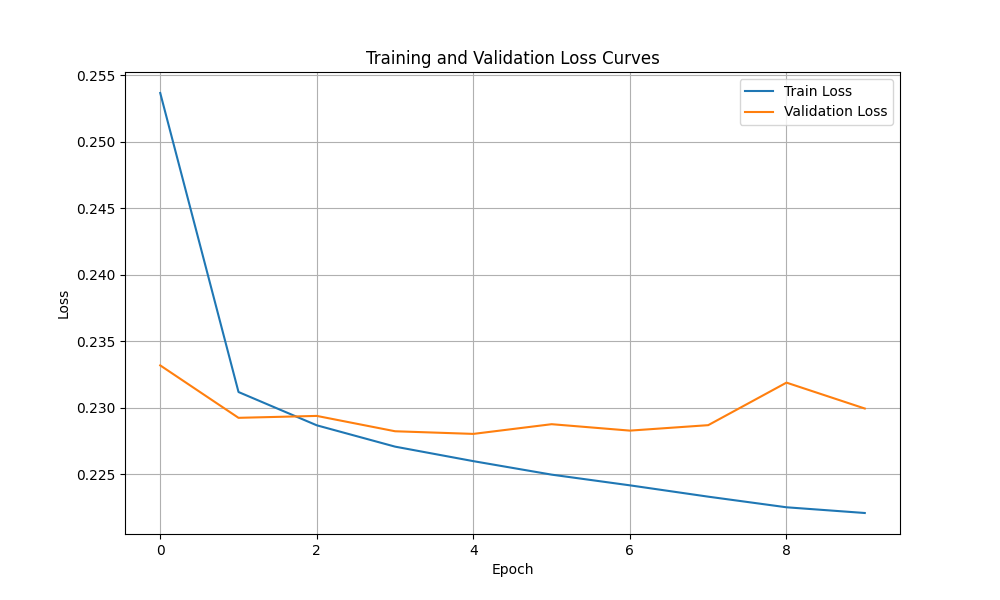 Training and Validation Loss Curves
Train Loss
Validation Loss
Loss
0.255
0.250
0.245
0.240
0.235
0.230
0.225
0 2 4 6 8
Epoch